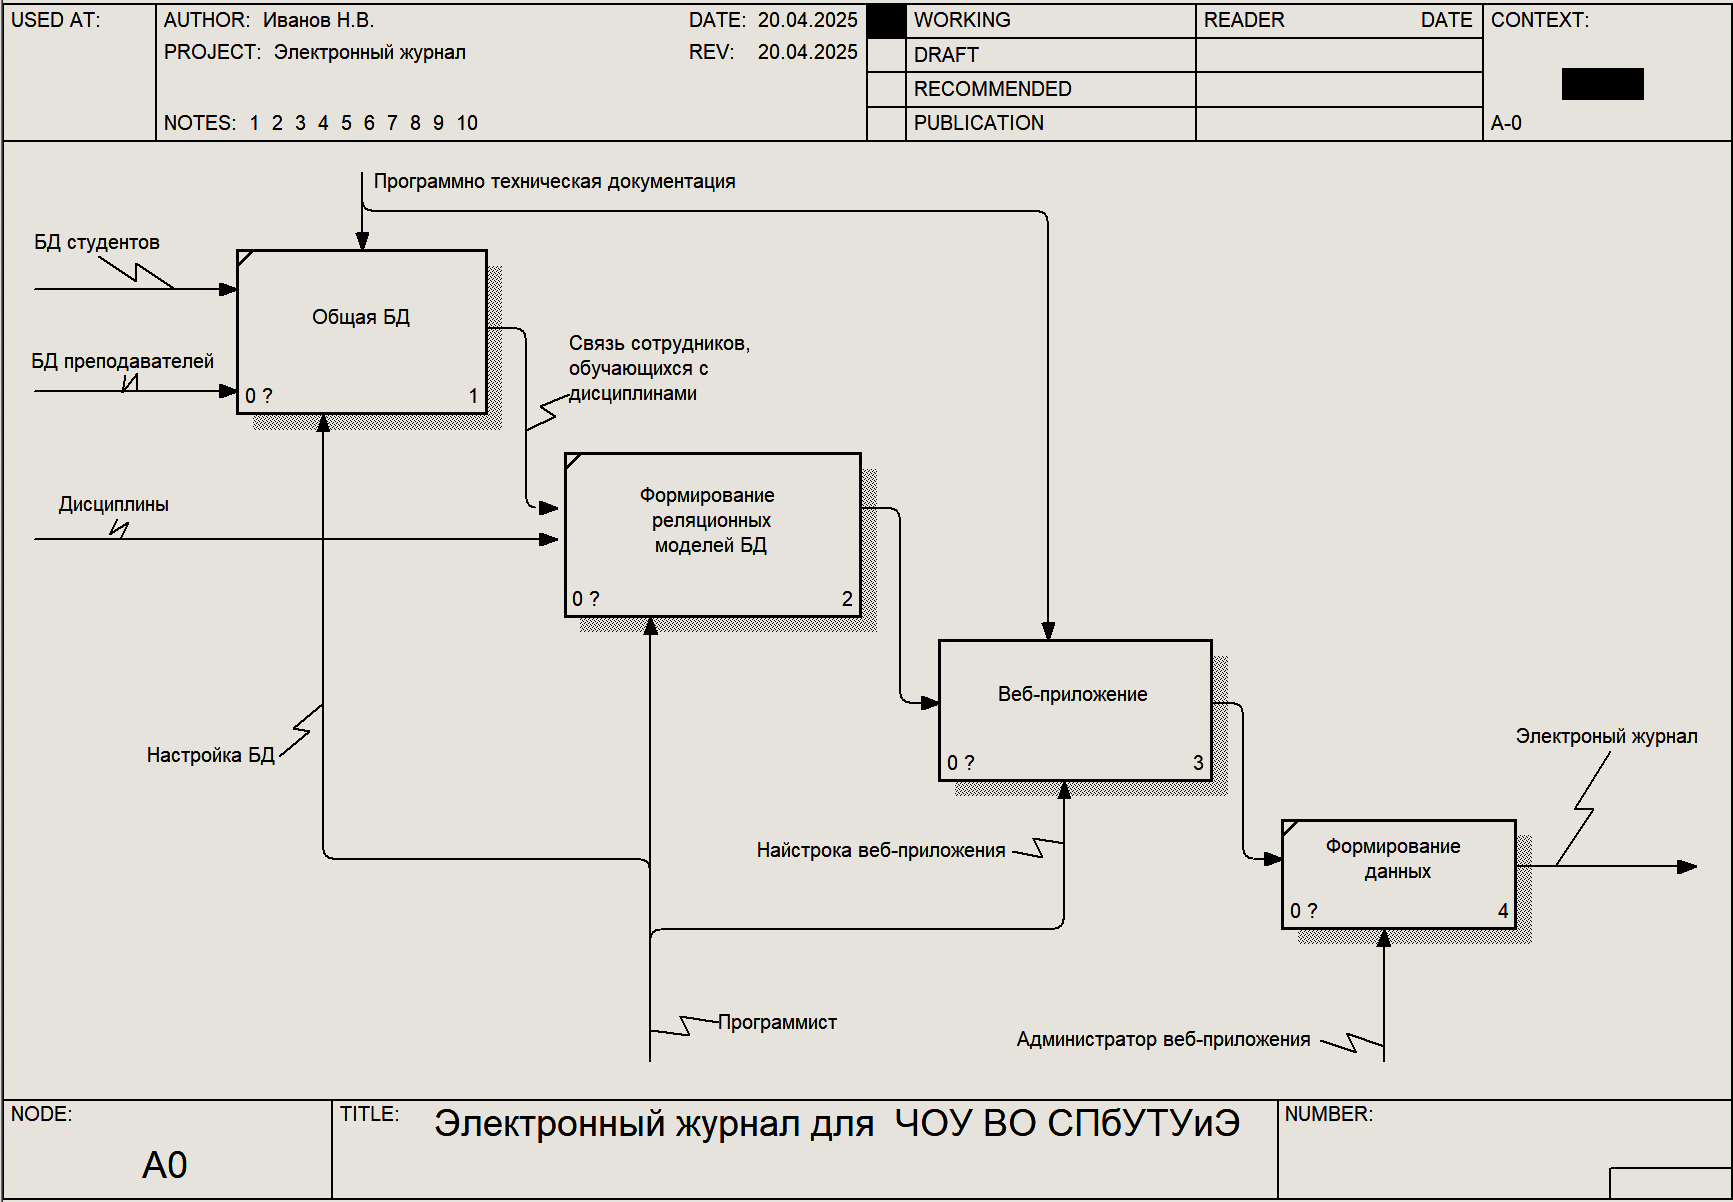 USED AT:
AUTHOR: Иванов Н.В.
DATE: 20.04.2025
PROJECT: Электронный журнал
REV: 20.04.2025
NOTES: 1 2 3 4 5 6 7 8 9 10
WORKING
DRAFT
RECOMMENDED
PUBLICATION
READER DATE
CONTEXT:
A-0
Программно техническая документация
БД студентов
Общая БД
0 ? 1
БД преподавателей
Связь сотрудников,
обучающихся с
дисциплинами
Дисциплины
Формирование
реляционных
моделей БД
0 ? 2
Веб-приложение
0 ? 3
Настройка БД
Электроный журнал
Найстрока веб-приложения
Формирование
данных
0 ? 4
Программист
Администратор веб-приложения
NODE:
A0
TITLE:
Электронный журнал для ЧОУ ВО СПбУТУиЭ
NUMBER: